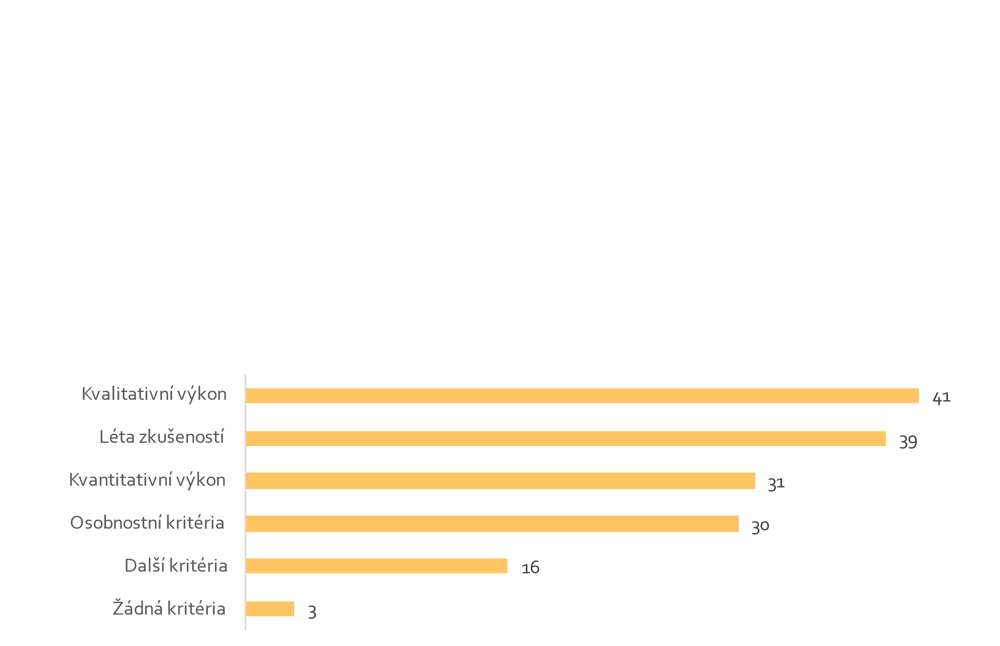 Kvalitativní výkon 41
Léta zkušeností 39
Kvantitativní výkon 31
Osobnostní kritéria 30
Další kritéria 16
Žádná kritéria 3